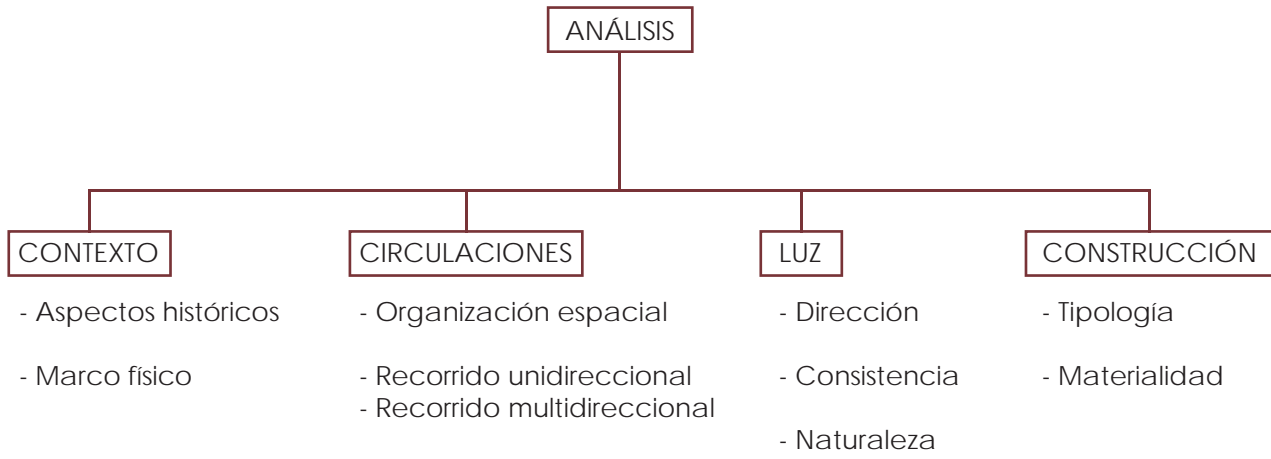 ANÁLISIS
CONTEXTO
- Aspectos históricos
- Marco físico
CIRCULACIONES
- Organización espacial
- Recorrido unidireccional
- Recorrido multidireccional
LUZ
- Dirección
- Consistencia
- Naturaleza
CONSTRUCCIÓN
- Tipología
- Materialidad